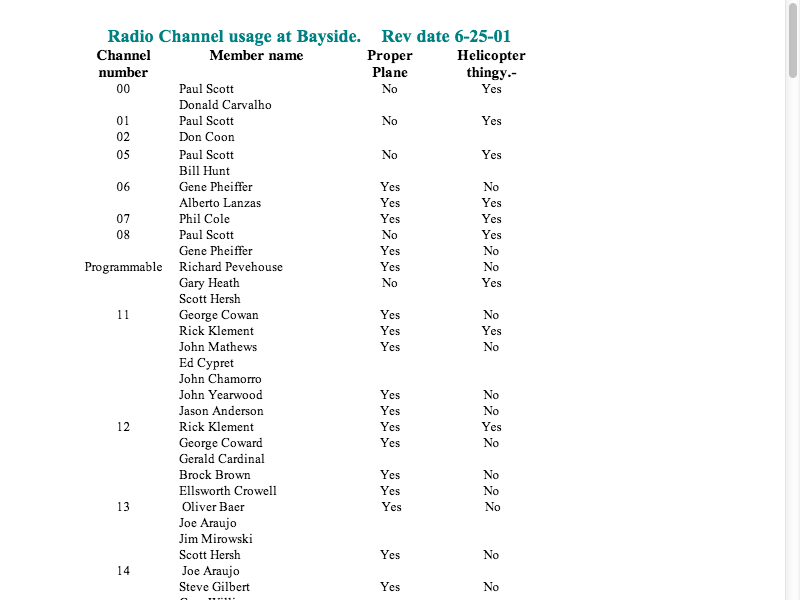 Radio Channel usage at Bayside. Rev date 6-25-01
Channel number Member name Proper Plane Helicopter thingy.-
00 Paul Scott No Yes
Donald Carvalho
01 Paul Scott No Yes
02 Don Coon
05 Paul Scott No Yes
Bill Hunt
06 Gene Pheiffer Yes No
Alberto Lanzas Yes Yes
07 Phil Cole Yes Yes
08 Paul Scott No Yes
Gene Pheiffer Yes No
Programmable Richard Pevehouse Yes No
Gary Heath No Yes
Scott Hersh
11 George Cowan Yes No
Rick Klement Yes Yes
John Mathews Yes No
Ed Cypret
John Chamorro
John Yearwood Yes No
Jason Anderson Yes No
12 Rick Klement Yes Yes
George Coward Yes No
Gerald Cardinal
Brock Brown Yes No
Ellsworth Crowell Yes No
13 Oliver Baer Yes No
Joe Araujo
Jim Mirowski
Scott Hersh Yes No
14 Joe Araujo
Steve Gilbert Yes No